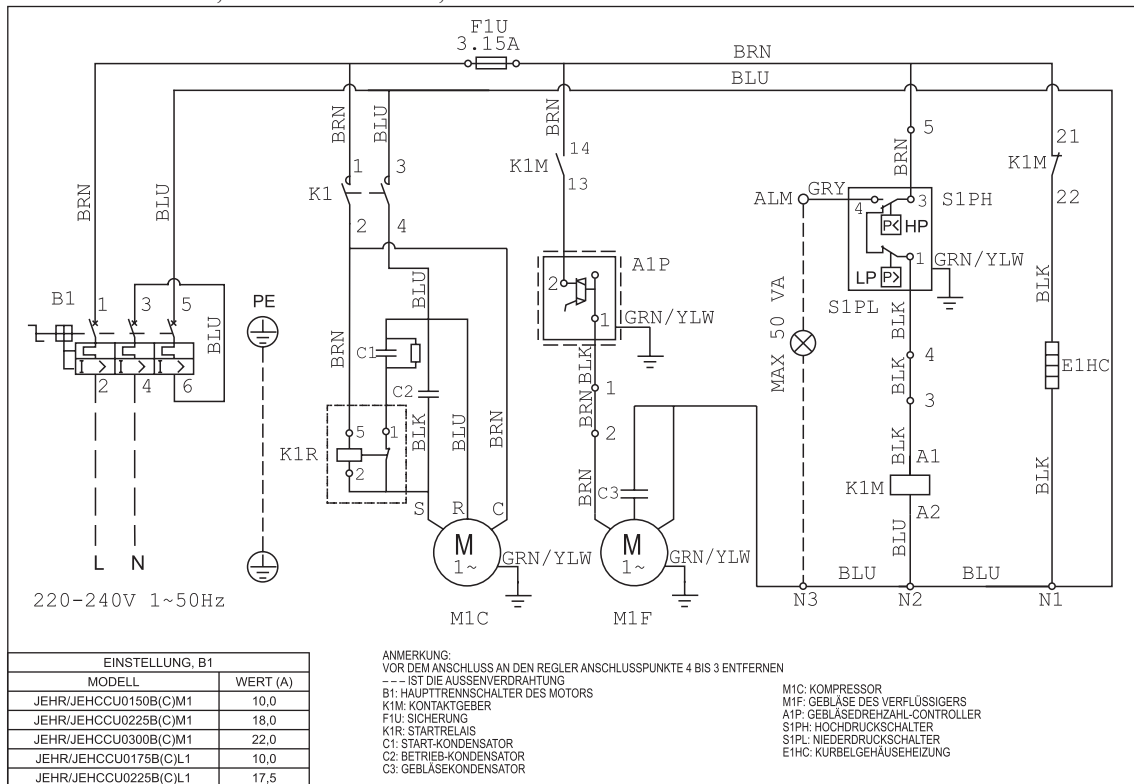 F1U
3.15A
BRN
BLU
BRN
BLU
BRN
BRN
5
21
14
K1M
13
BRN
K1M
22
1
3
K1
2
4
ALM
GRY
4
3
S1PH
P<
HP
BRN
BLU
A1P
2
1
GRN/YLW
LP
P>
1
GRN/YLW
S1PL
B1
1
3
5
BLU
PE
BLU
I >
I >
I >
2
4
6
BRN
C1
C2
BLK
MAX 50 VA
BLK
BLK
E1HC
4
BLK
3
BRN
1
2
K1R
5
1
2
BLK
BLU
BRN
BRN
C3
BLK
A1
K1M
A2
BLK
S
R
C
M
1~
GRN/YLW
M
1~
GRN/YLW
BLU
L
N
BLU
BLU
220-240V 1~50Hz
M1C
M1F
N3
N2
N1
EINSTELLUNG, B1
MODELL WERT (A)
JEHR/JEHCCU0150B(C)M1 10,0
JEHR/JEHCCU0225B(C)M1 18,0
JEHR/JEHCCU0300B(C)M1 22,0
JEHR/JEHCCU0175B(C)L1 10,0
JEHR/JEHCCU0225B(C)L1 17,5
ANMERKUNG:
VOR DEM ANSCHLUSS AN DEN REGLER ANSCHLUSSPUNKTE 4 BIS 3 ENTFERNEN
--- IST DIE AUSSENVERDRAHTUNG
B1: HAUPTTRENNSCHALTER DES MOTORS
K1M: KONTAKTGEBER
F1U: SICHERUNG
K1R: STARTRELAIS
C1: START-KONDENSATOR
C2: BETRIEB-KONDENSATOR
C3: GEBLÄSEKONDENSATOR
M1C: KOMPRESSOR
M1F: GEBLÄSE DES VERFLÜSSIGERS
A1P: GEBLÄSEDREHZAHL-CONTROLLER
S1PH: HOCHDRUCKSCHALTER
S1PL: NIEDERDRUCKSCHALTER
E1HC: KURBELGEHÄUSEHEIZUNG